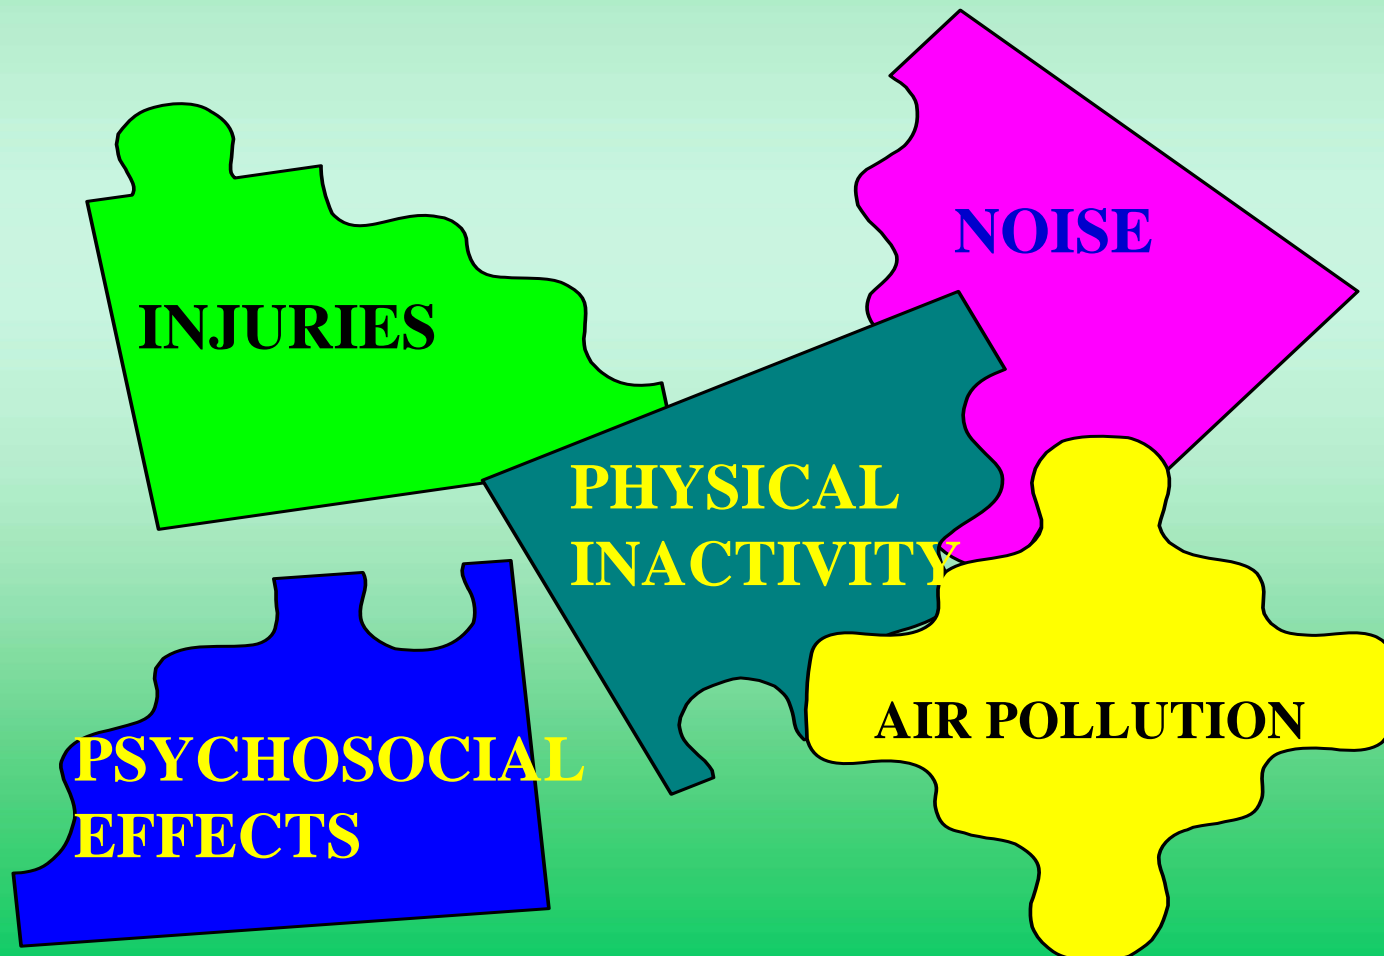 NOISE
INJURIES
PHYSICAL
INACTIVITY
AIR POLLUTION
PSYCHOSOCIAL
EFFECTS